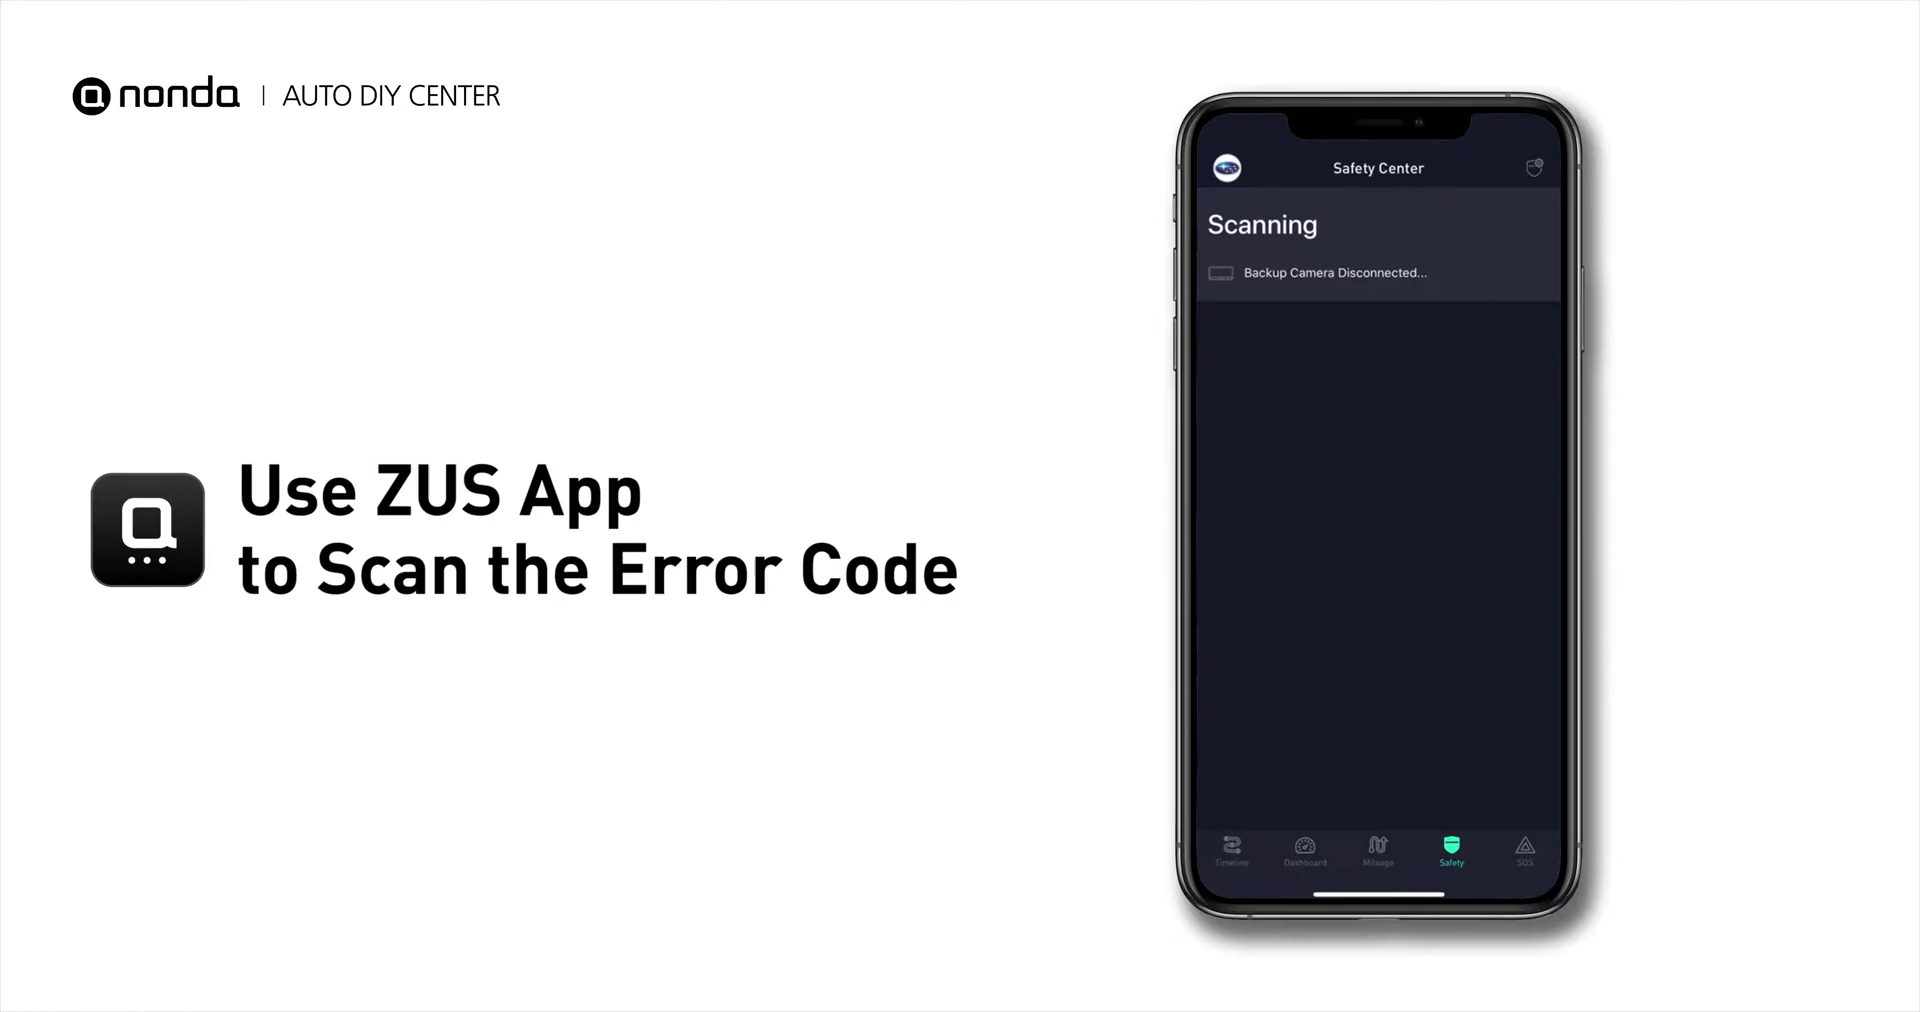 nonda | AUTO DIY CENTER
Use ZUS App
to Scan the Error Code
Safety Center
Scanning
Backup Camera Disconnected...
Timeline
Dashboard
Mileage
Safety
SOS